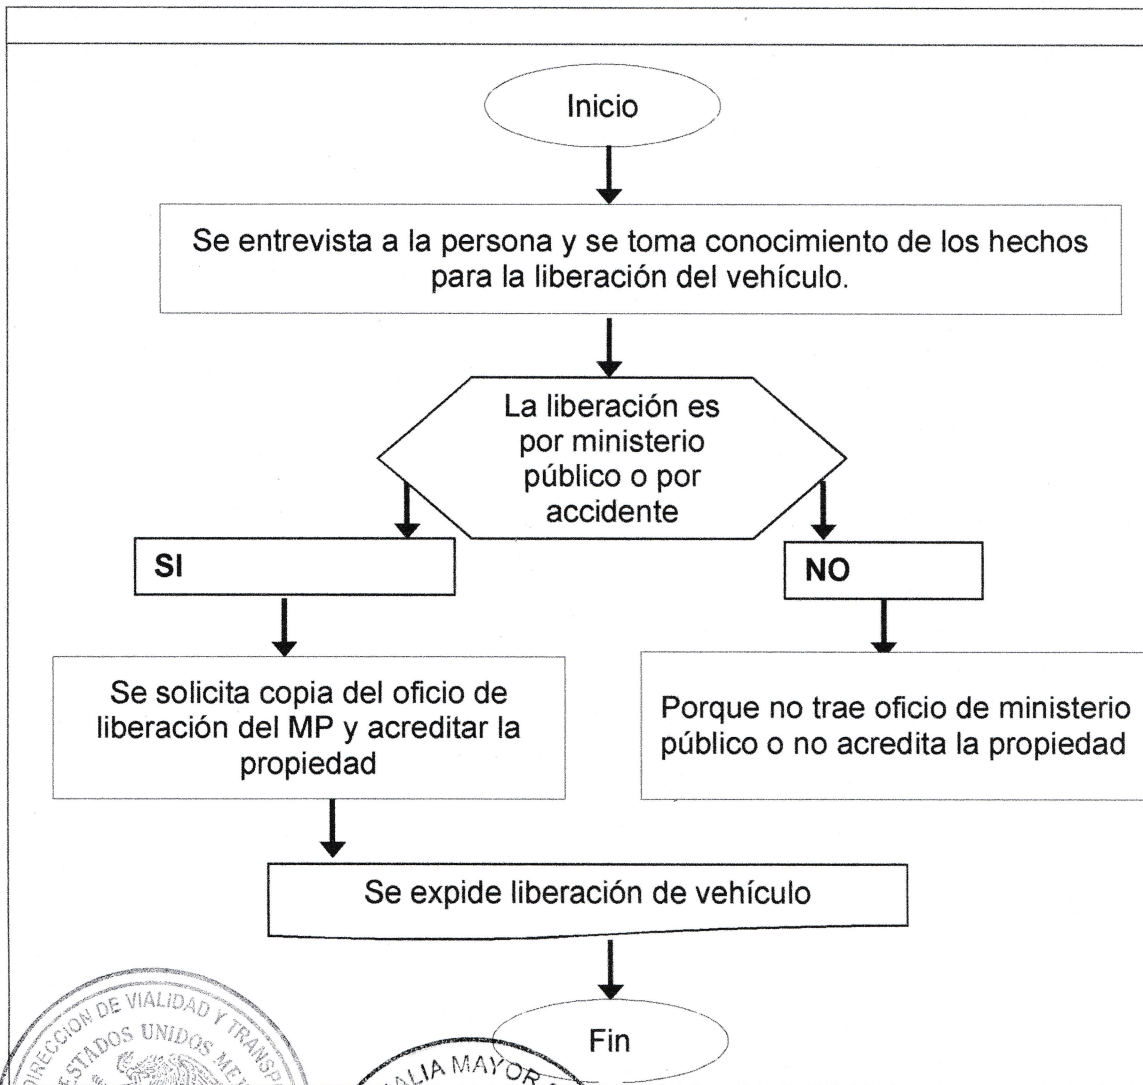 Inicio
Se entrevista a la persona y se toma conocimiento de los hechos
para la liberación del vehículo.
La liberación es
por ministerio
público o por
accidente
SI
NO
Se solicita copia del oficio de
liberación del MP y acreditar la
propiedad
Porque no trae oficio de ministerio
público o no acredita la propiedad
Se expide liberación de vehículo
Fin
DIRECCION DE VIALIDAD Y
ESTADOS UNIDOS
MAYOR